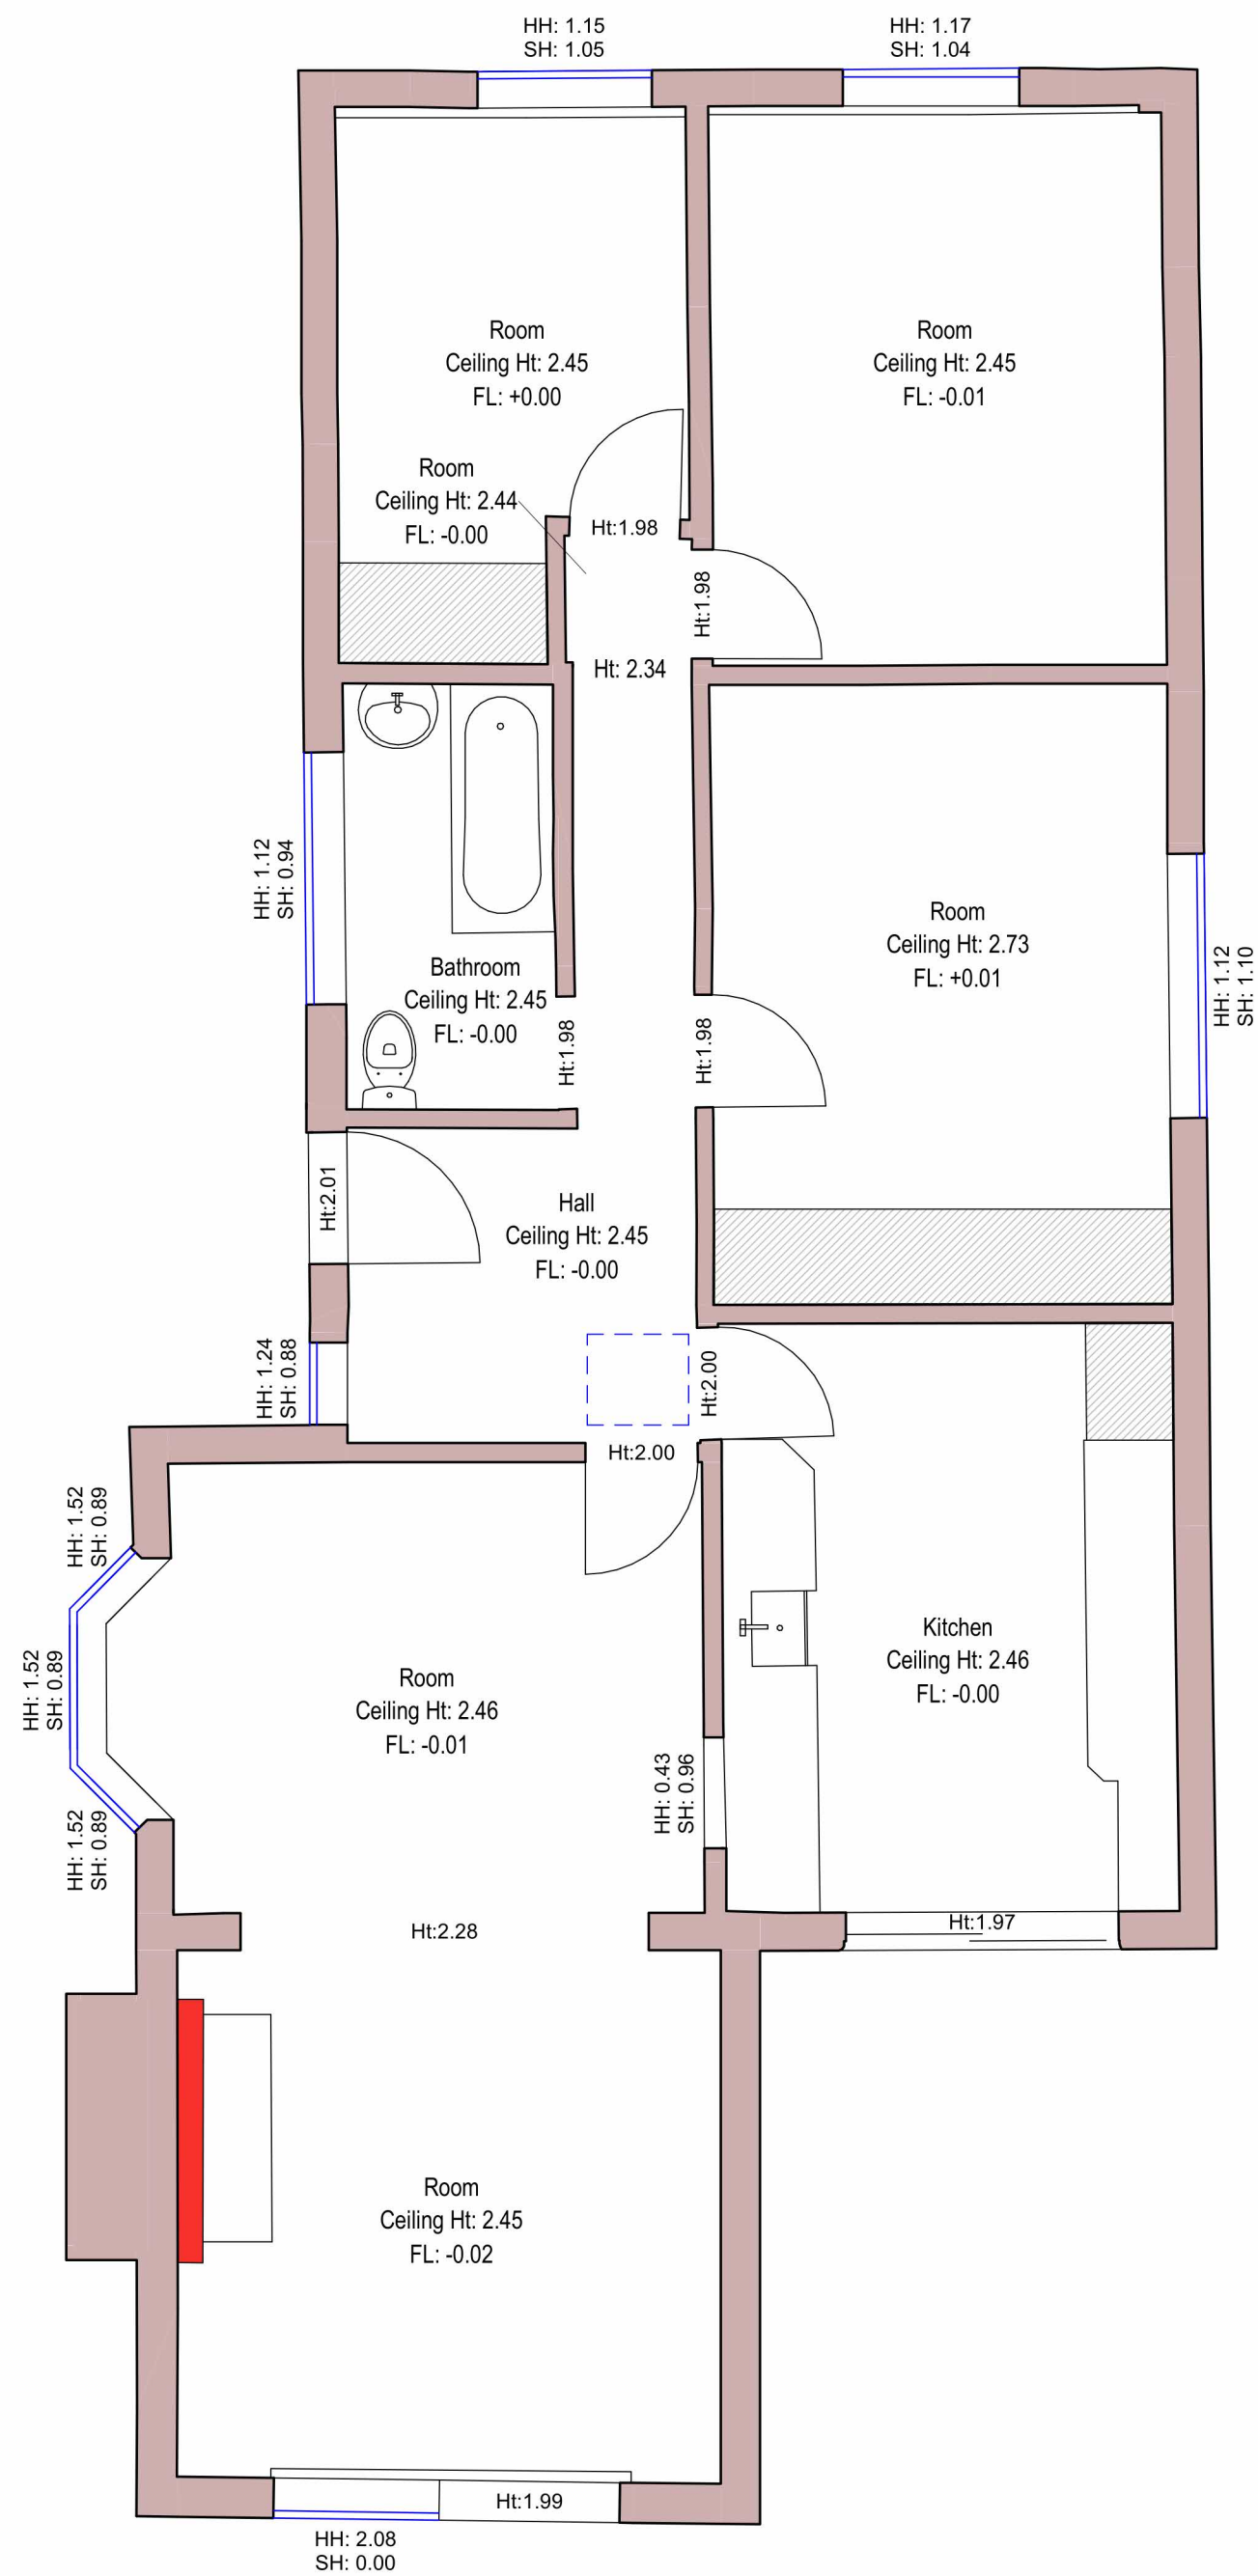 HH: 1.15
SH: 1.05
HH: 1.17
SH: 1.04
Room
Ceiling Ht: 2.45
FL: +0.00
Room
Ceiling Ht: 2.45
FL: -0.01
Room
Ceiling Ht: 2.44
FL: -0.00
Ht:1.98
Ht:1.98
Ht: 2.34
HH: 1.12
SH: 0.94
Bathroom
Ceiling Ht: 2.45
FL: -0.00
Ht:1.98
Ht:1.98
Room
Ceiling Ht: 2.73
FL: +0.01
HH: 1.12
SH: 1.10
Ht:2.01
Hall
Ceiling Ht: 2.45
FL: -0.00
HH: 1.24
SH: 0.88
Ht:2.00
Ht:2.00
HH: 1.52
SH: 0.89
HH: 1.52
SH: 0.89
HH: 1.52
SH: 0.89
Room
Ceiling Ht: 2.46
FL: -0.01
Kitchen
Ceiling Ht: 2.46
FL: -0.00
HH: 0.43
SH: 0.96
Ht:2.28
Ht:1.97
Room
Ceiling Ht: 2.45
FL: -0.02
Ht:1.99
HH: 2.08
SH: 0.00